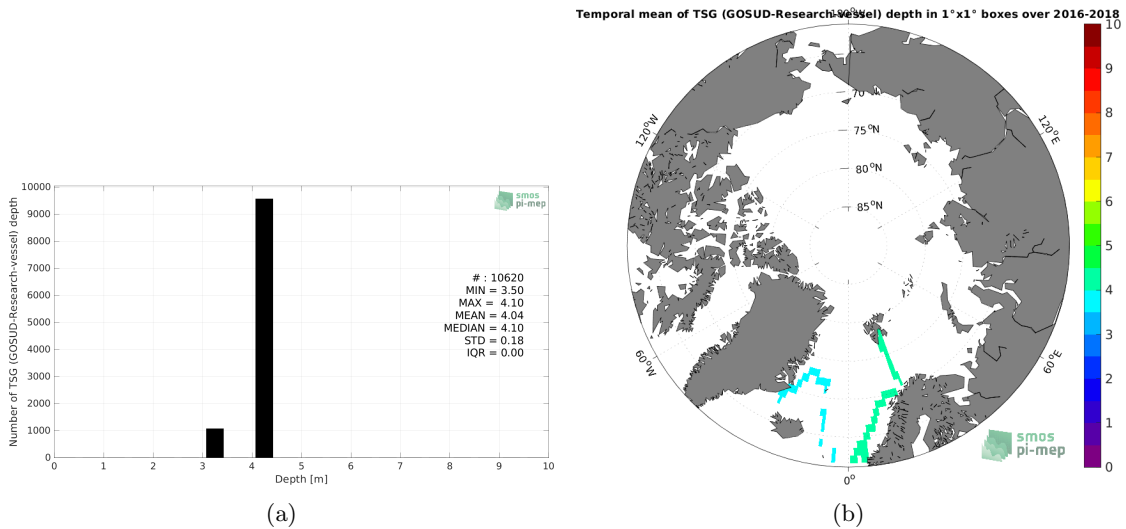 10000
9000
8000
7000
6000
5000
4000
3000
2000
1000
0
Number of TSG (GOSUD-Research-vessel) depth
smos
pi-mep
# : 10620
MIN = 3.50
MAX = 4.10
MEAN = 4.04
MEDIAN = 4.10
STD = 0.18
IQR = 0.00
0 1 2 3 4 5 6 7 8 9 10
Depth [m]
(a)
Temporal mean of TSG (GOSUD-Research-vessel) depth in 1°x1° boxes over 2016-2018
180°W
120°W
120°E
70
75°N
80°N
85°N
60°W
60°E
0°
smos
pi-mep
10
9
8
7
6
5
4
3
2
1
0
(b)